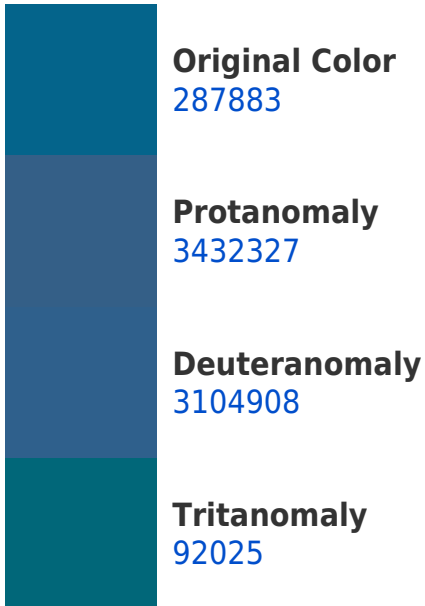 Original Color
287883
Protanomaly
3432327
Deuteranomaly
3104908
Tritanomaly
92025